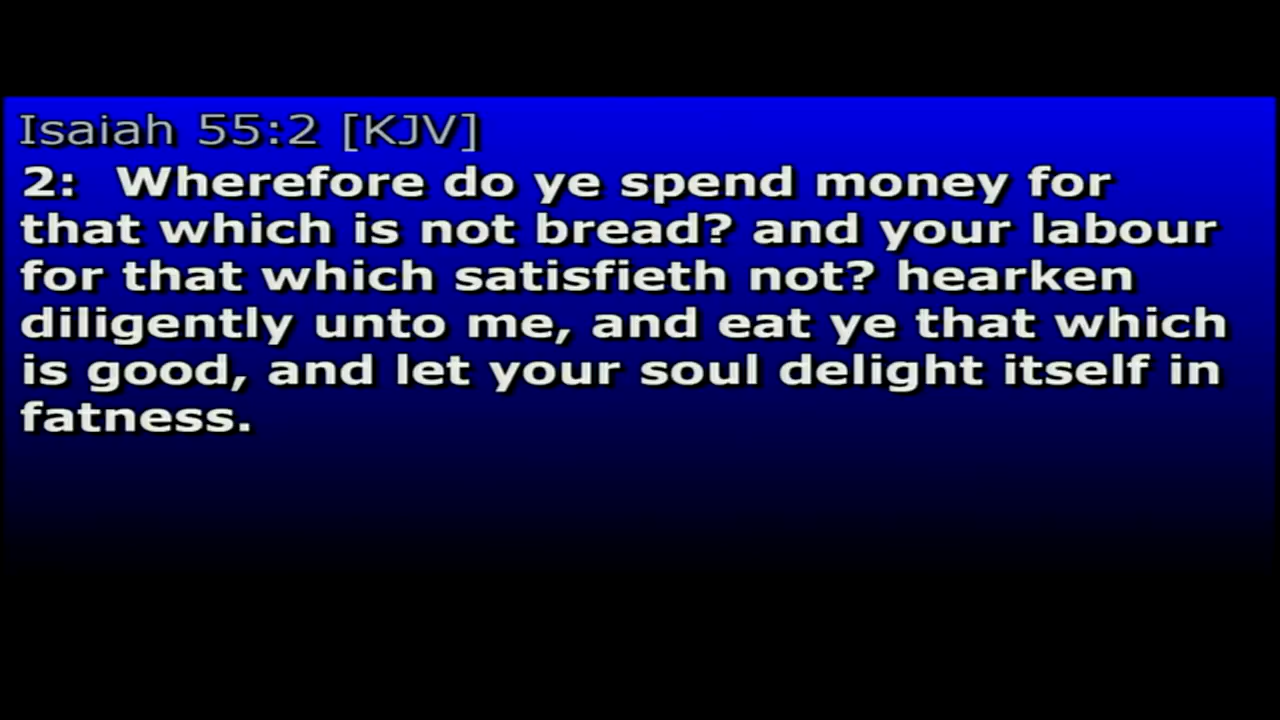 Isaiah 55:2 [KJV]
2: Wherefore do ye spend money for
that which is not bread? and your labour
for that which satisfieth not? hearken
diligently unto me, and eat ye that which
is good, and let your soul delight itself in
fatness.